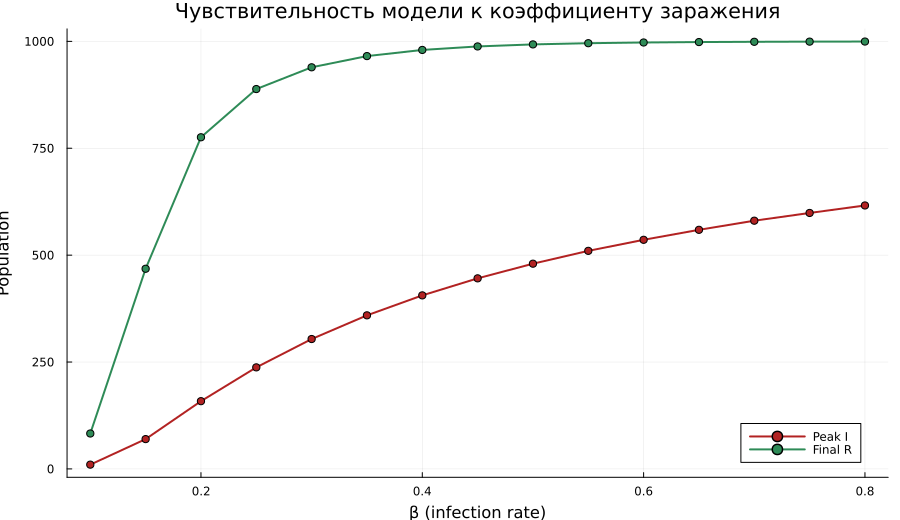 Чувствительность модели к коэффициенту заражения
1000
750
500
250
0
Population
0.2
0.4
0.6
0.8
β (infection rate)
Peak I
Final R